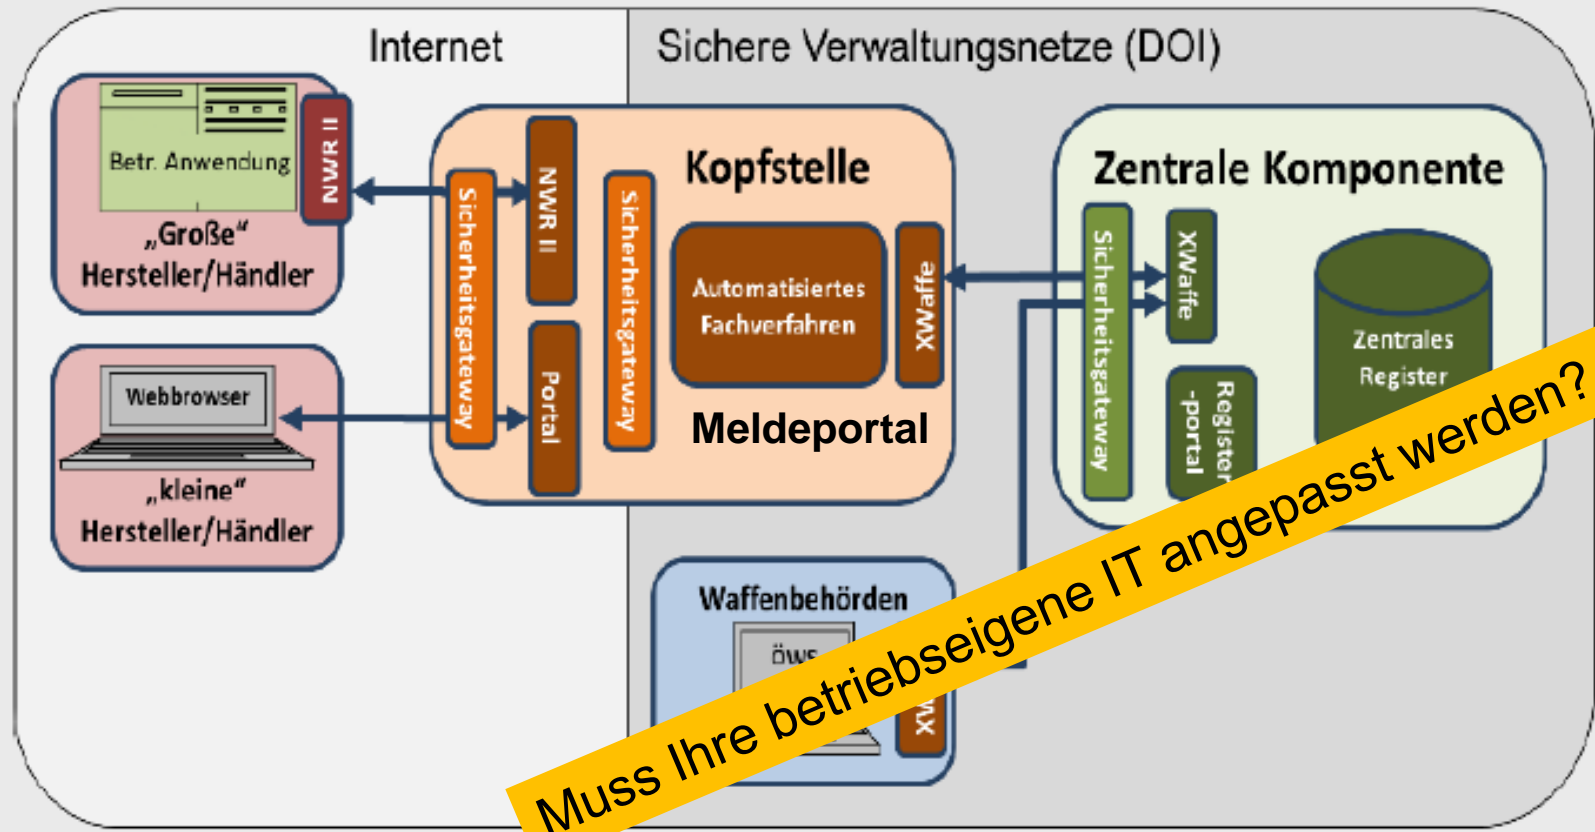 Internet
Sichere Verwaltungsnetze (DOI)
Betr. Anwendung
NWR II
„Große“
Hersteller/Händler
Webbrowser
„kleine“
Hersteller/Händler
Sicherheitsgateway
NWR II
Portal
Sicherheitsgateway
Kopfstelle
Automatisiertes
Fachverfahren
XWaffe
Meldeportal
Zentrale Komponente
Sicherheitsgateway
XWaffe
Register
-portal
Zentrales
Register
Waffenbehörden
Muss Ihre betriebseigene IT angepasst werden?